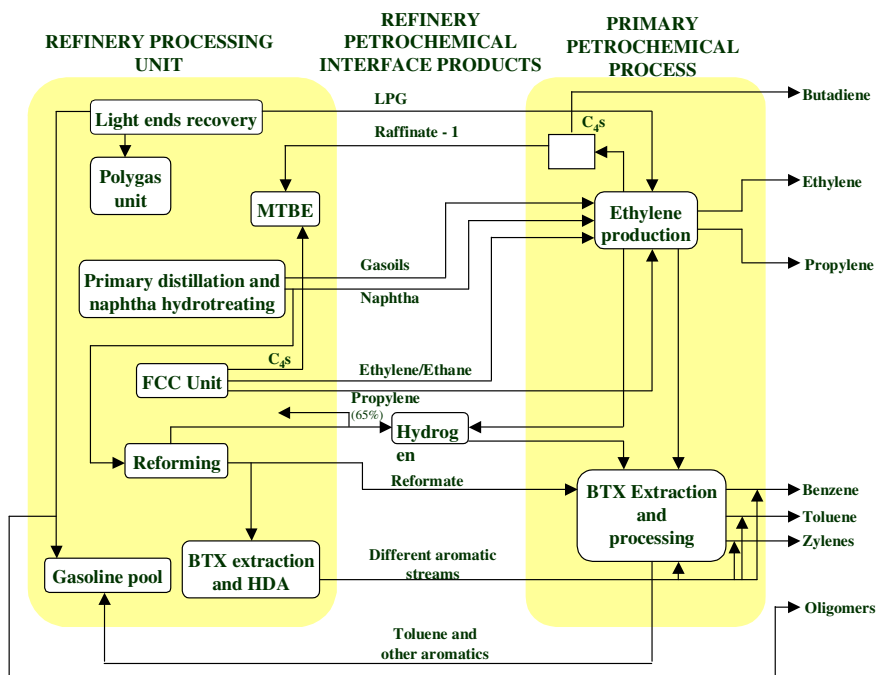 REFINERY PROCESSING
UNIT
REFINERY
PETROCHEMICAL
INTERFACE PRODUCTS
PRIMARY
PETROCHEMICAL
PROCESS
LPG
Butadiene
Light ends recovery
C₄s
Raffinate - 1
Polygas
unit
MTBE
Ethylene
Ethylene
production
Gasoils
Propylene
Primary distillation and
naphtha hydrotreating
Naphtha
C₄s
Ethylene/Ethane
FCC Unit
Propylene
(65%)
Hydrog
en
Reforming
Reformate
BTX Extraction
and
processing
Benzene
Toluene
Zylenes
BTX extraction
and HDA
Different aromatic
streams
Gasoline pool
Oligomers
Toluene and
other aromatics